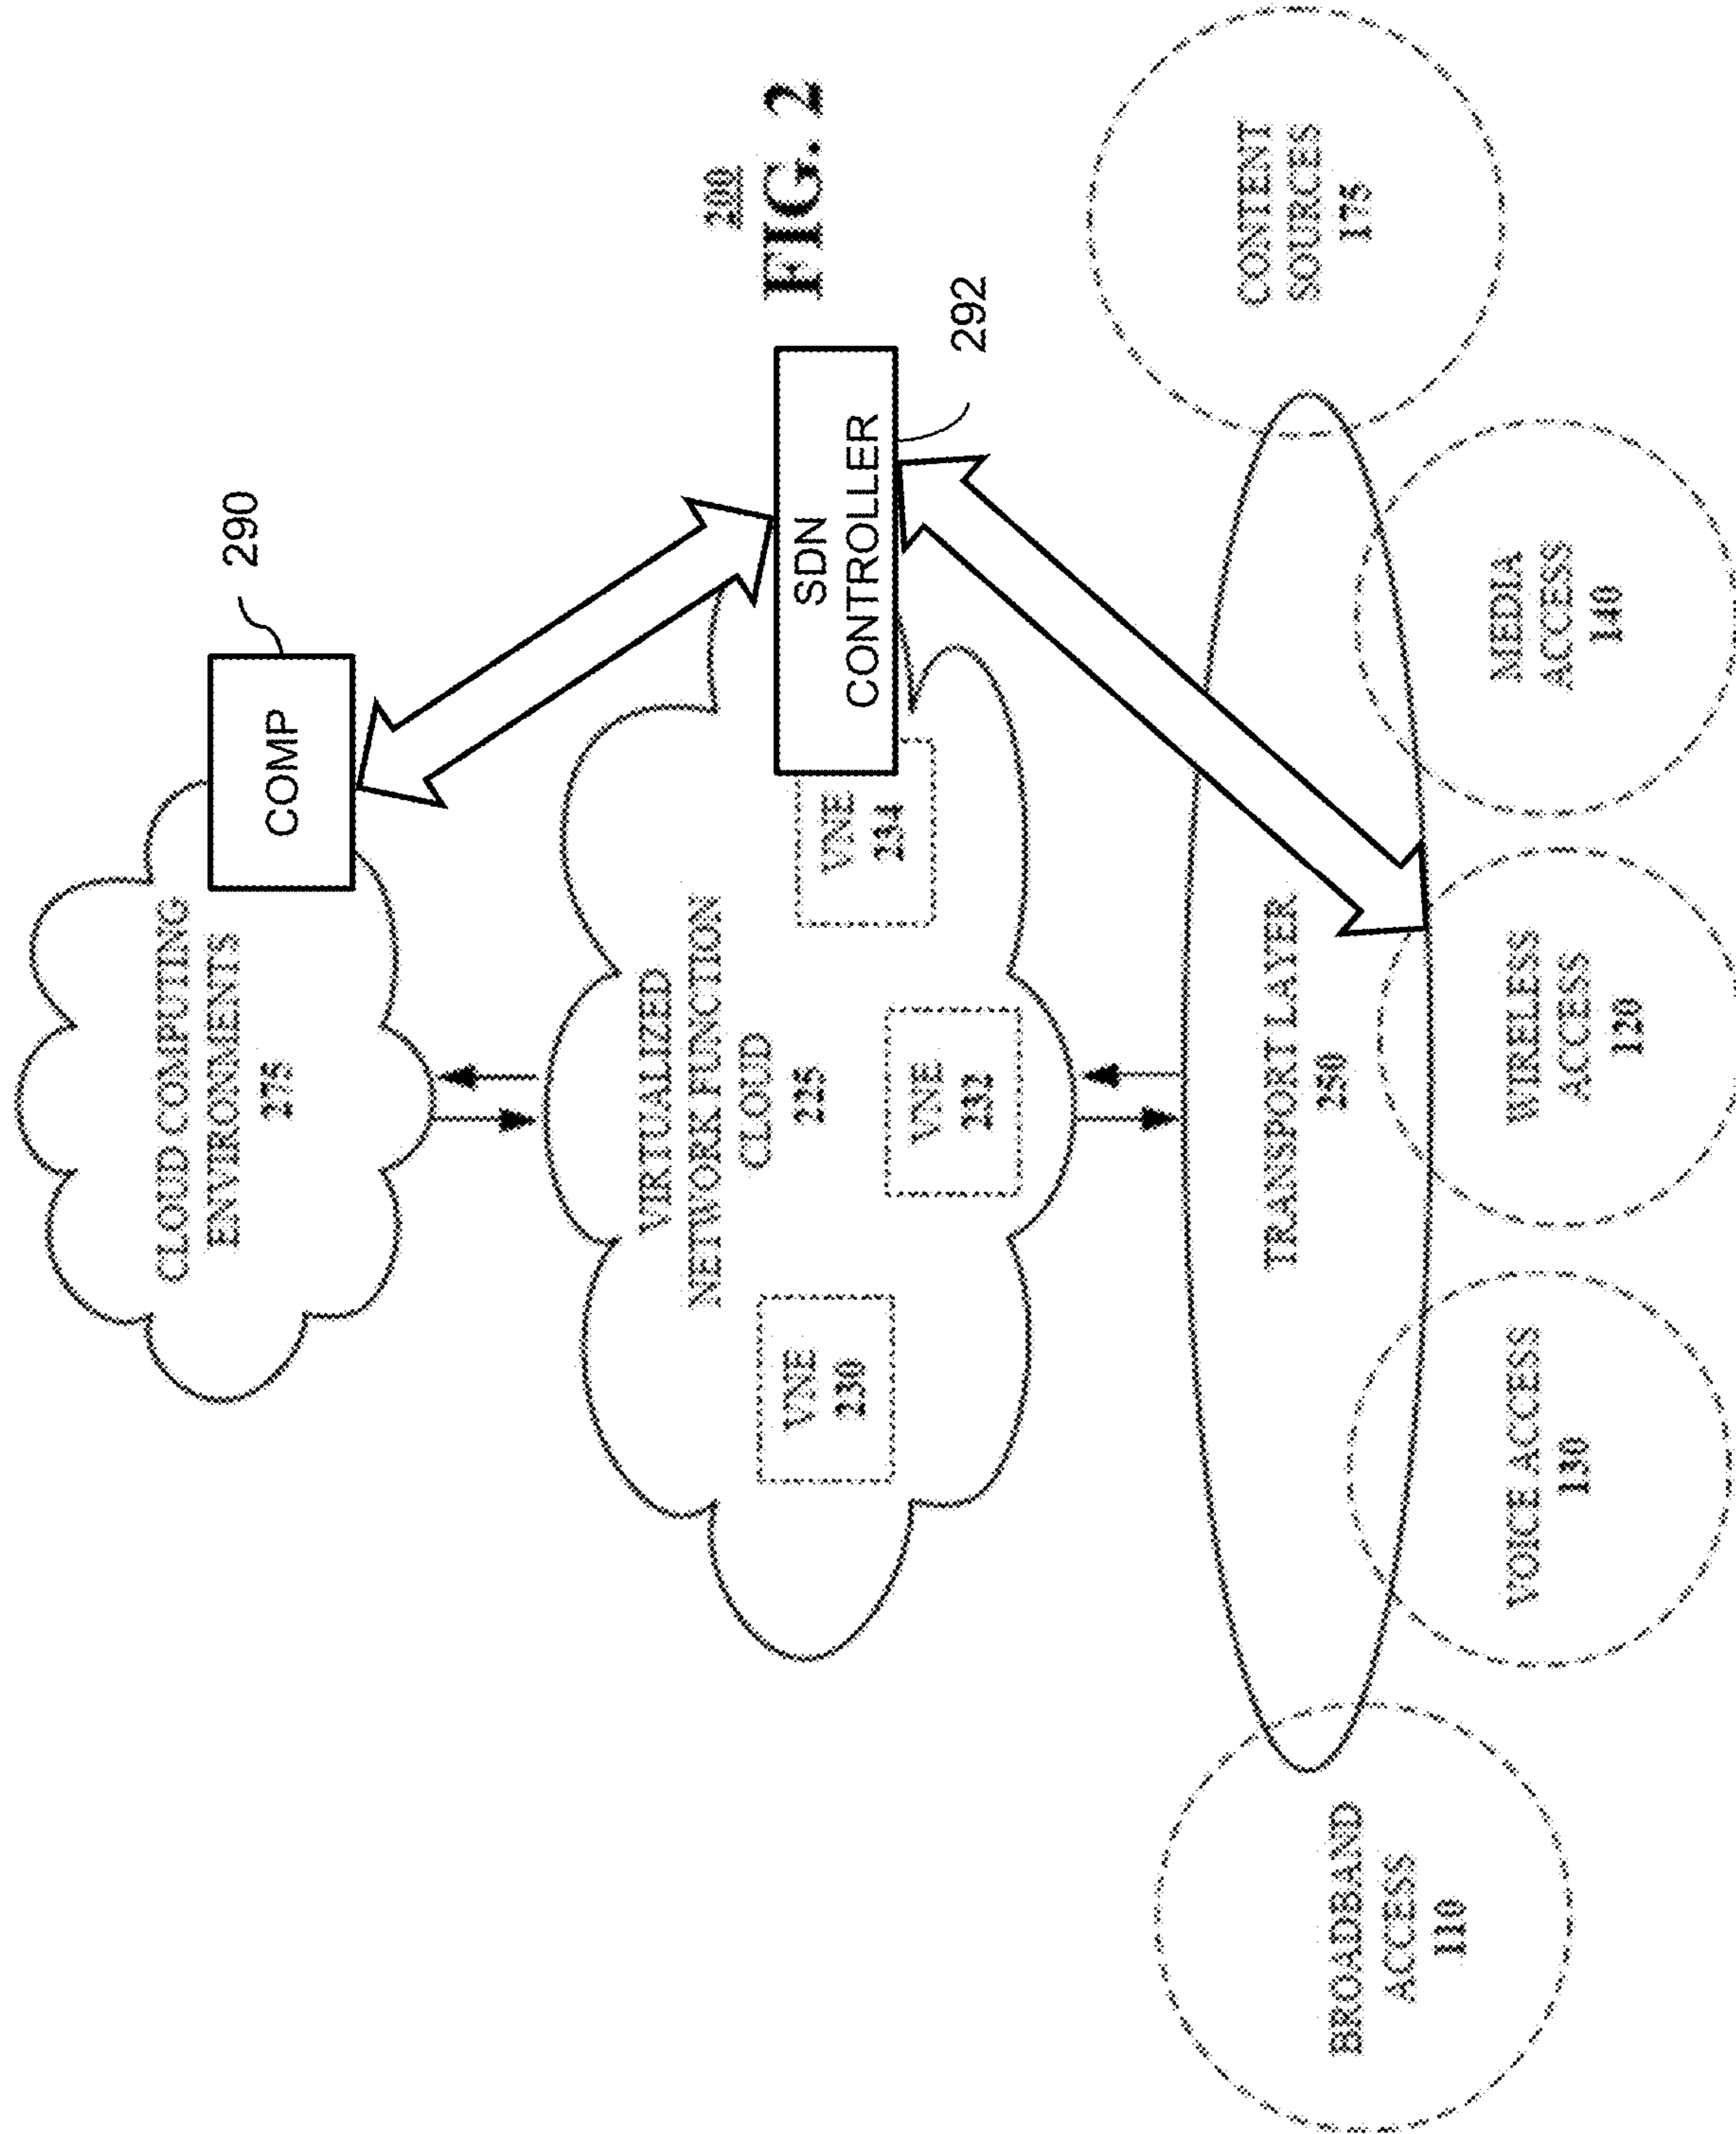 CLOUD COMPUTING
ENVIRONMENTS
275
COMP
290
VIRTUALIZED
NETWORK FUNCTION
CLOUD
225
VNE
230
VNE
232
VNE
234
SDN
CONTROLLER
292
200
FIG. 2
TRANSPORT LAYER
250
BROADBAND
ACCESS
110
VOICE ACCESS
130
WIRELESS
ACCESS
120
MEDIA
ACCESS
140
CONTENT
SOURCES
175